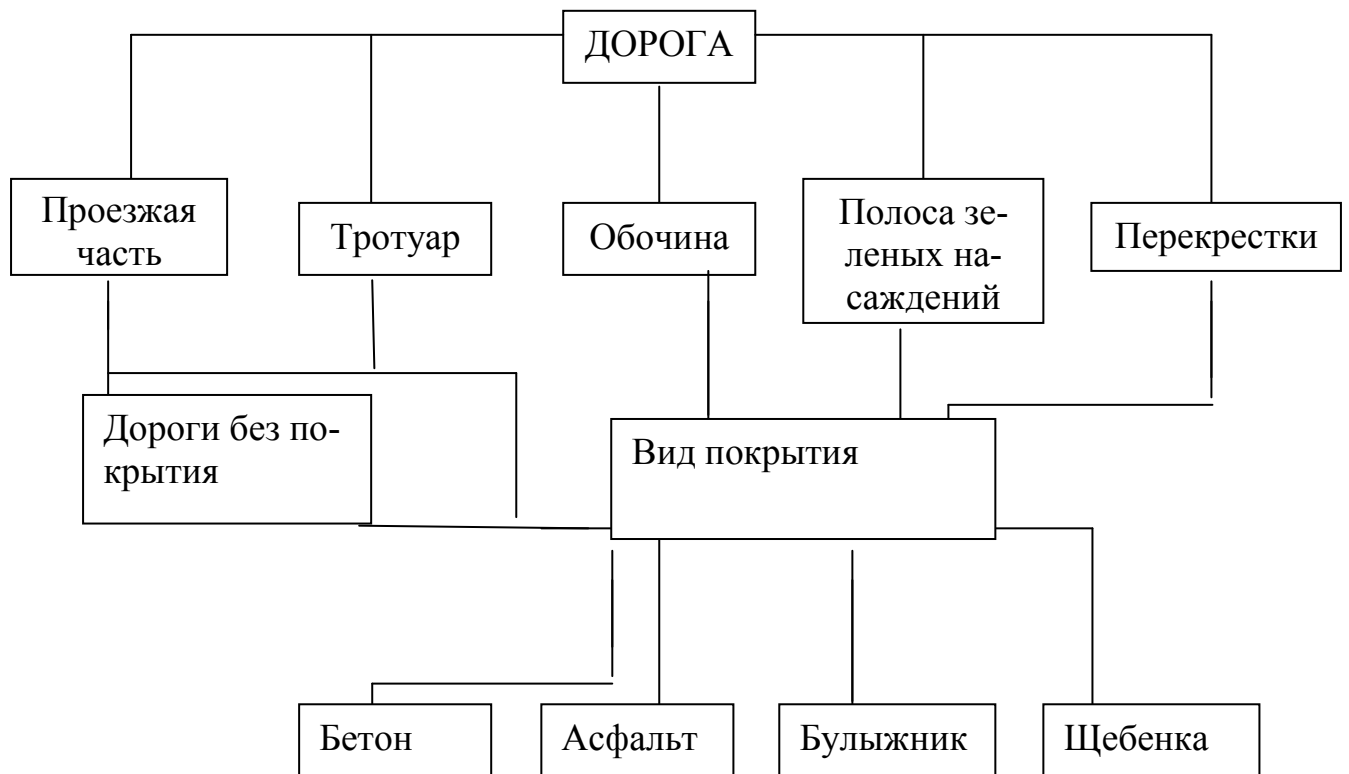 ДОРОГА
Проезжая
часть
Тротуар
Обочина
Полоса зе-
леных на-
саждений
Перекрестки
Дороги без по-
крытия
Вид покрытия
Бетон
Асфальт
Булыжник
Щебенка